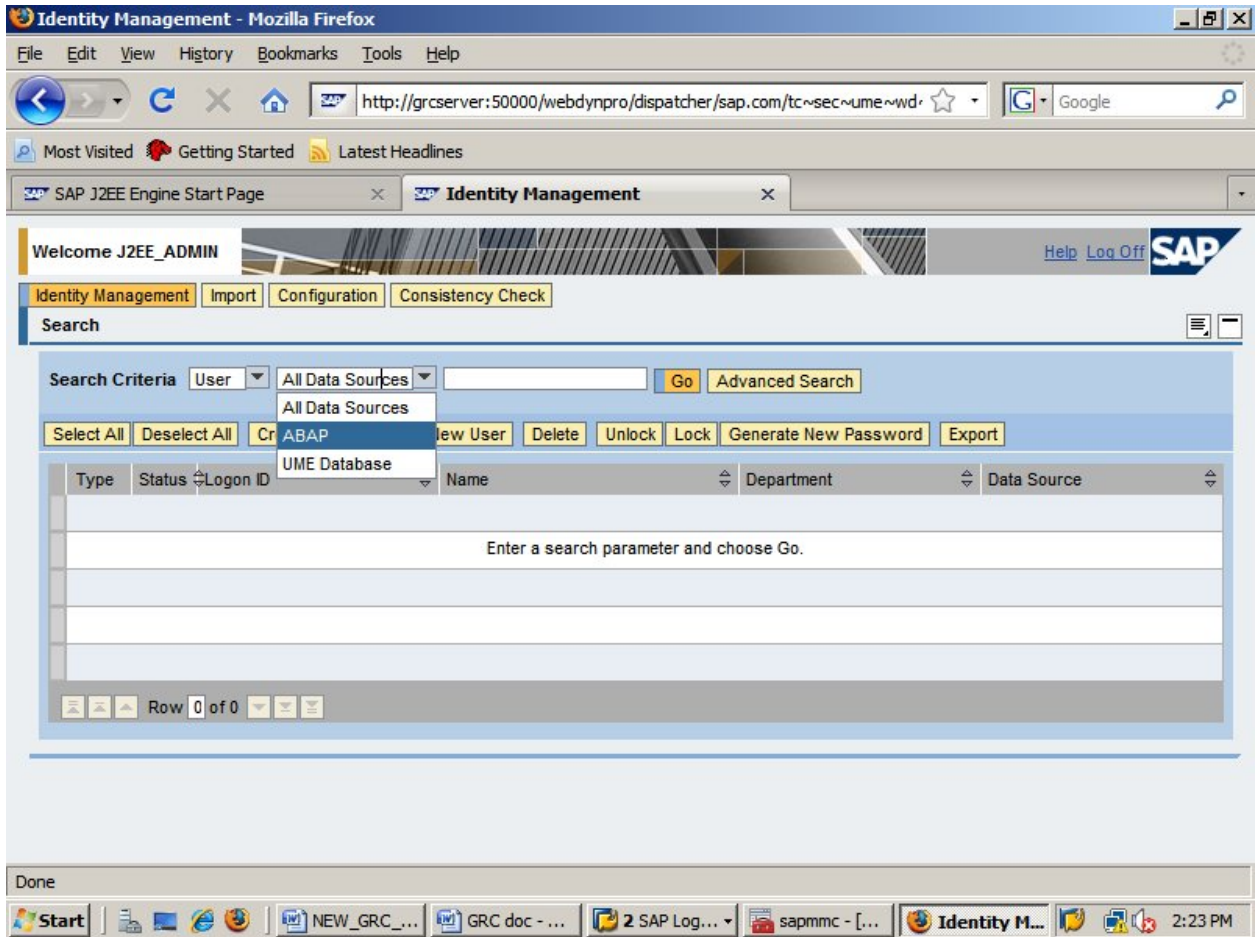 Identity Management - Mozilla Firefox
File Edit View History Bookmarks Tools Help
SAP http://grcserver:50000/webdynpro/dispatcher/sap.com/tc~sec~ume~wd G Google
Most Visited Getting Started Latest Headlines
SAP SAP J2EE Engine Start Page SAP Identity Management
Welcome J2EE_ADMIN Help Log Off SAP
Identity Management Import Configuration Consistency Check
Search
Search Criteria User All Data Sources Go Advanced Search
All Data Sources
Select All Deselect All Cr ABAP ew User Delete Unlock Lock Generate New Password Export
UME Database
Type Status Logon ID Name Department Data Source
Enter a search parameter and choose Go.
Row 0 of 0
Done
Start NEW_GRC_... GRC doc - ... 2 SAP Log... sapmmc - [... Identity M... 2:23 PM